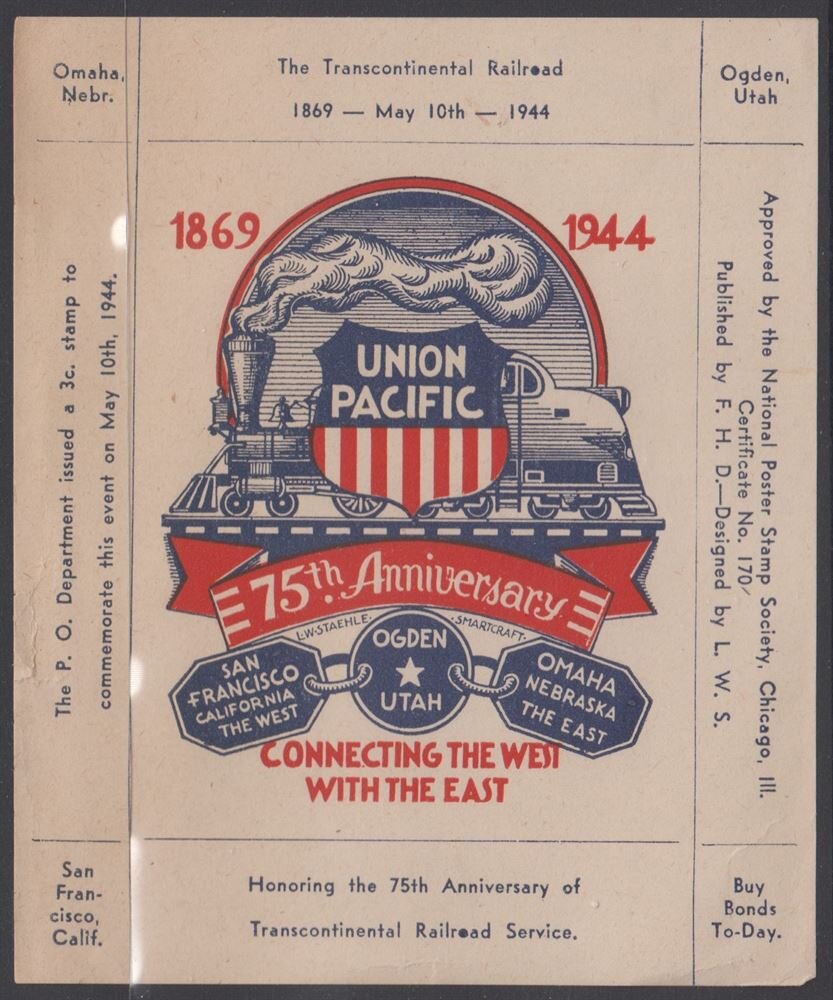 Omaha,
Nebr.
The Transcontinental Railroad
1869 — May 10th — 1944
Ogden,
Utah
The P. O. Department issued a 3c. stamp to
commemorate this event on May 10th, 1944.
1869
1944
UNION
PACIFIC
75th Anniversary
L·W·STAEHLE·
·SMARTCRAFT·
SAN
FRANCISCO
CALIFORNIA
THE WEST
OGDEN
UTAH
OMAHA
NEBRASKA
THE EAST
CONNECTING THE WEST
WITH THE EAST
Approved by the National Poster Stamp Society, Chicago, Ill.
Certificate No. 170
Published by F. H. D.—Designed by L. W. S.
San
Fran-
cisco,
Calif.
Honoring the 75th Anniversary of
Transcontinental Railroad Service.
Buy
Bonds
To-Day.